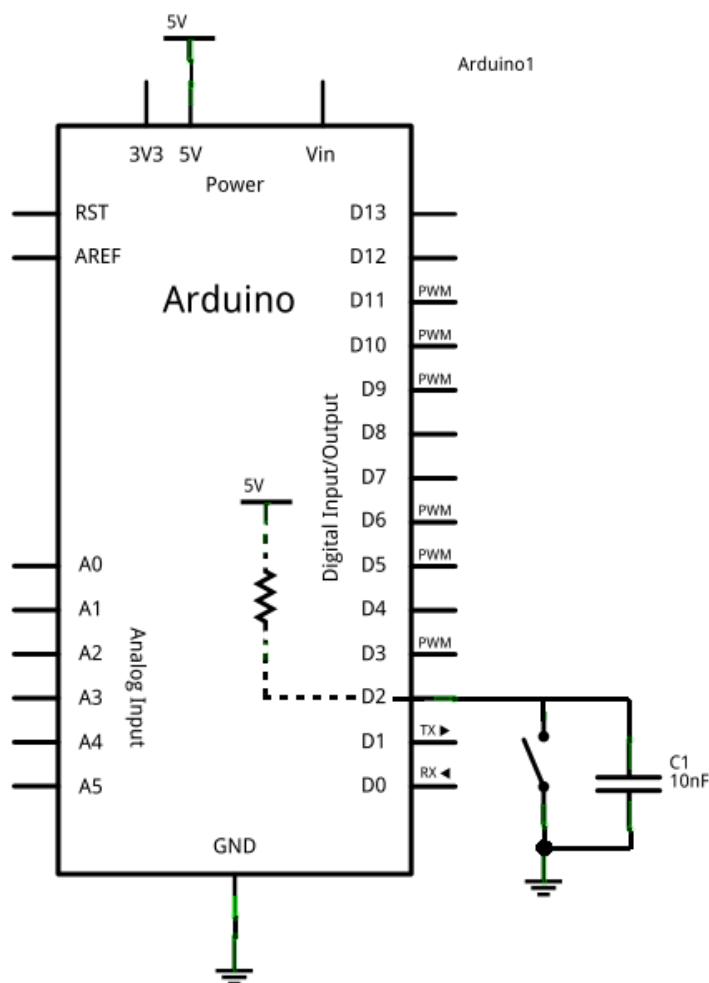 5V
Arduino1
3V3 5V Vin
Power
RST
D13
AREF
D12
Arduino
D11 PWM
D10 PWM
D9 PWM
D8
D7
Digital Input/Output
5V
D6 PWM
A0
D5 PWM
A1
D4
A2
D3 PWM
Analog Input
A3
D2
A4
D1 TX ▶
A5
D0 RX ◀
C1
10nF
GND